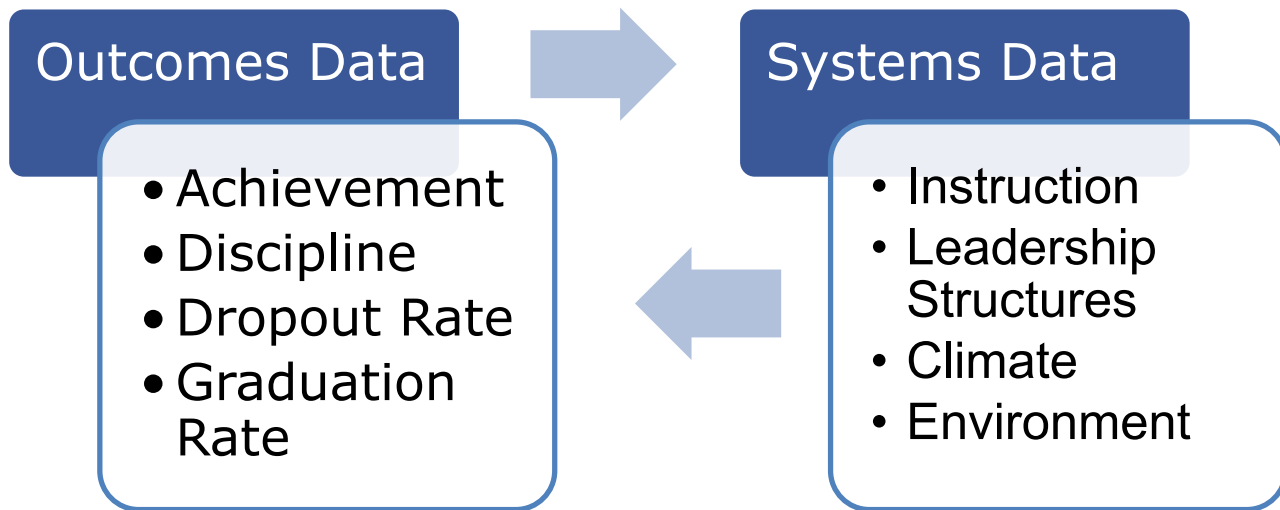 Outcomes Data
• Achievement
• Discipline
• Dropout Rate
• Graduation
Rate
Systems Data
• Instruction
• Leadership
Structures
• Climate
• Environment